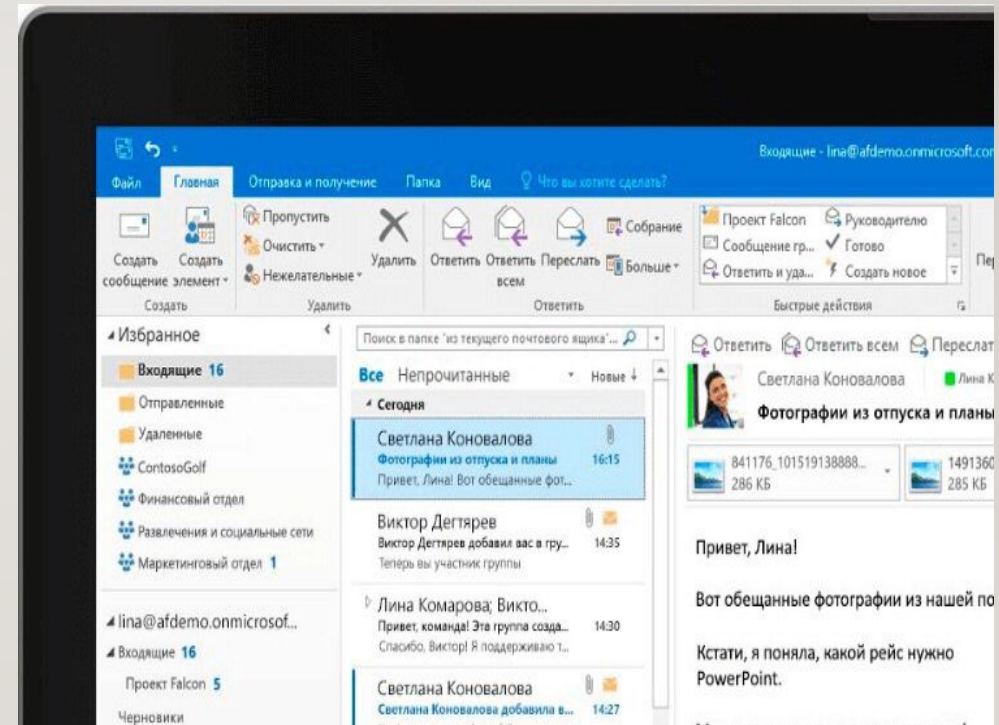 Входящие - lina@afdemo.onmicrosoft.com
Файл Главная Отправка и получение Папка Вид Что вы хотите сделать?
Создать сообщение
Создать элемент
Пропустить
Очистить
Нежелательные
Удалить
Ответить
Ответить всем
Переслать
Собрание
Больше
Проект Falcon
Сообщение гр...
Ответить и уда...
Руководителю
Готово
Создать новое
Создать
Удалить
Ответить
Быстрые действия
Избранное
Входящие 16
Отправленные
Удаленные
ContosoGolf
Финансовый отдел
Развлечения и социальные сети
Маркетинговый отдел 1
lina@afdemo.onmicrosof...
Входящие 16
Проект Falcon 5
Черновики
Поиск в папке "из текущего почтового ящика"...
Все Непрочитанные Новые
Сегодня
Светлана Коновалова
Фотографии из отпуска и планы 16:15
Привет, Лина! Вот обещанные фот...
Виктор Дегтярев
Виктор Дегтярев добавил вас в гру... 14:35
Теперь вы участник группы
Лина Комарова; Викто...
Привет, команда! Эта группа созда... 14:30
Спасибо, Виктор! Я поддерживаю т...
Светлана Коновалова
Светлана Коновалова добавила в... 14:27
Ответить Ответить всем Переслат
Светлана Коновалова Лина К
Фотографии из отпуска и планы
841176_101519138888...
286 КБ
1491360
285 КБ
Привет, Лина!
Вот обещанные фотографии из нашей по
Кстати, я поняла, какой рейс нужно
PowerPoint.